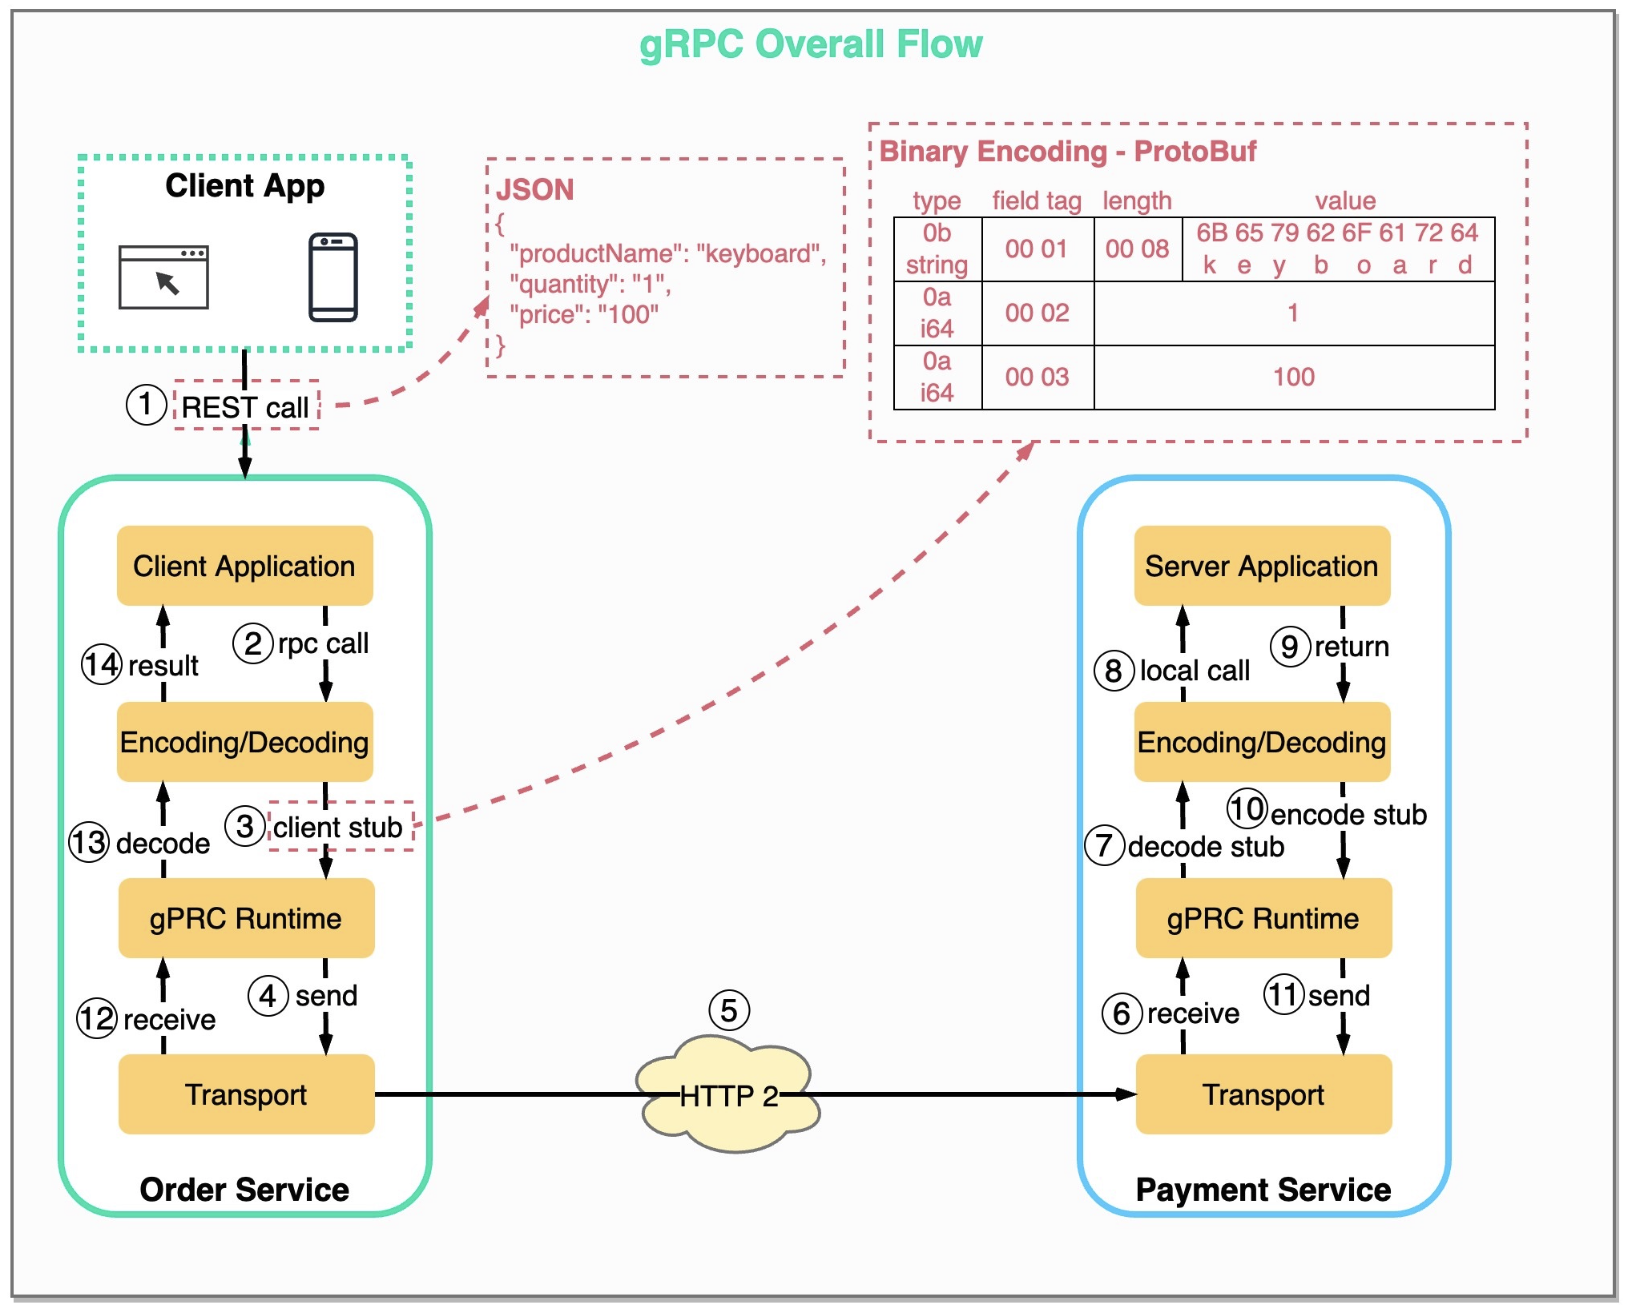 gRPC Overall Flow
Client App
JSON
{
"productName": "keyboard",
"quantity": "1",
"price": "100"
}
Binary Encoding - ProtoBuf
type field tag length value
0b
string
00 01
00 08
6B 65 79 62 6F 61 72 64
k e y b o a r d
0a
i64
00 02
1
0a
i64
00 03
100
1 REST call
Client Application
2 rpc call
14 result
Encoding/Decoding
3 client stub
13 decode
gPRC Runtime
4 send
12 receive
Transport
Order Service
5
HTTP 2
Server Application
8 local call
9 return
Encoding/Decoding
10 encode stub
7 decode stub
gPRC Runtime
11 send
6 receive
Transport
Payment Service